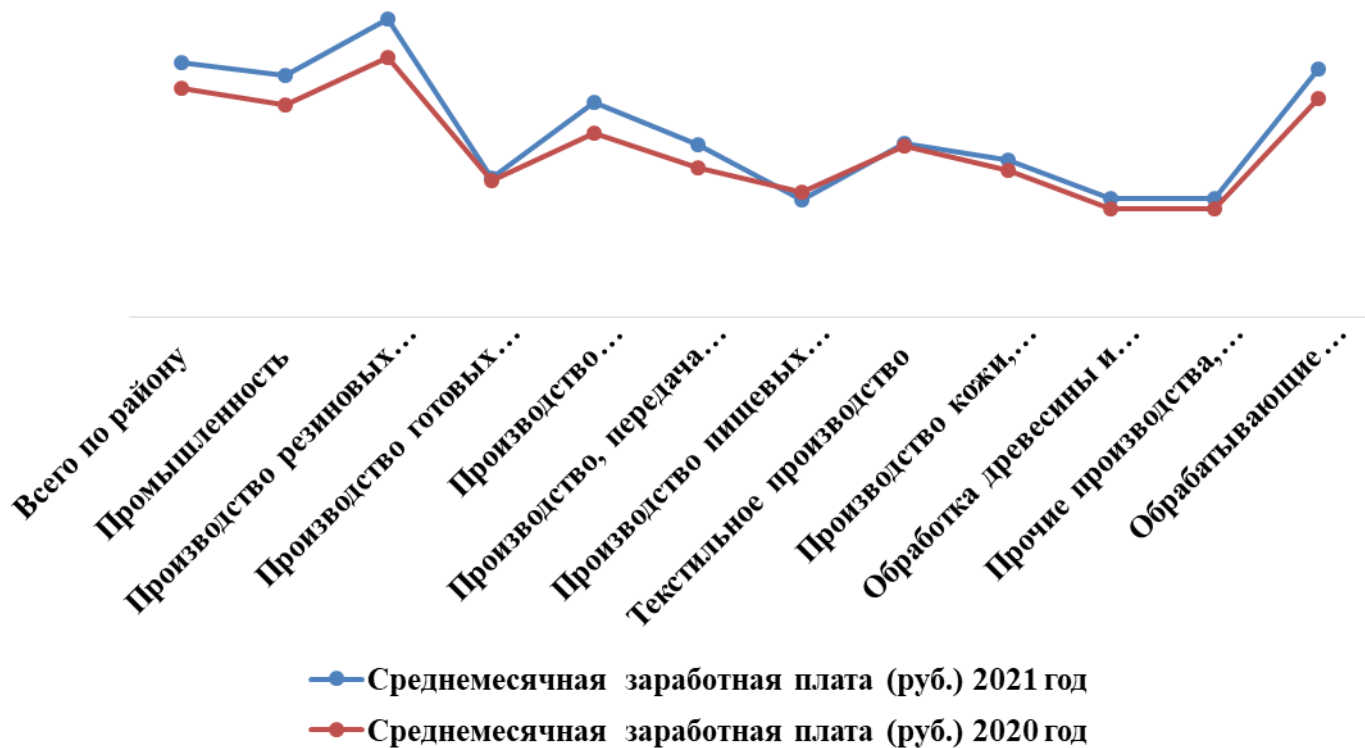 Всего по району
Промышленность
Производство резиновых…
Производство готовых…
Производство…
Производство, передача…
Производство пищевых…
Текстильное производство
Производство кожи,…
Обработка древесины и…
Прочие производства,…
Обрабатывающие…
Среднемесячная заработная плата (руб.) 2021 год
Среднемесячная заработная плата (руб.) 2020 год